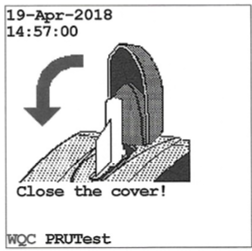 19-Apr-2018
14:57:00
Close the cover!
WQC PRUTest